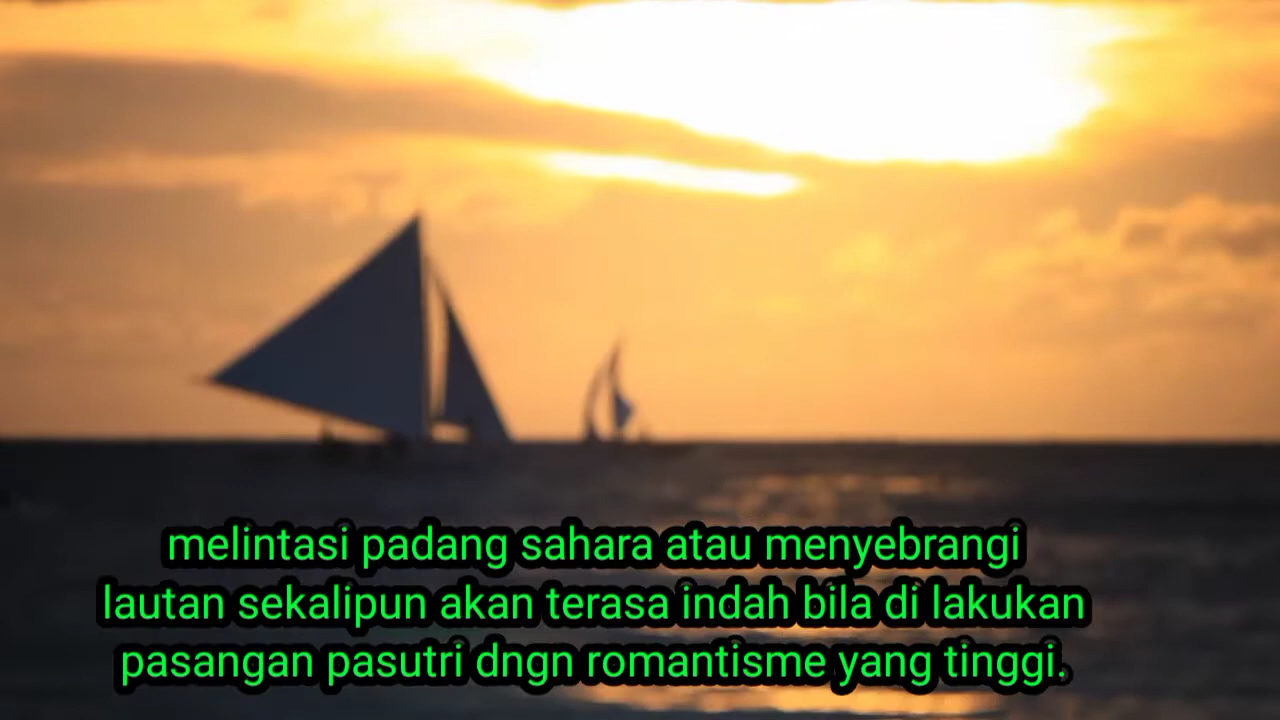 melintasi padang sahara atau menyebrangi
lautan sekalipun akan terasa indah bila di lakukan
pasangan pasutri dngn romantisme yang tinggi.